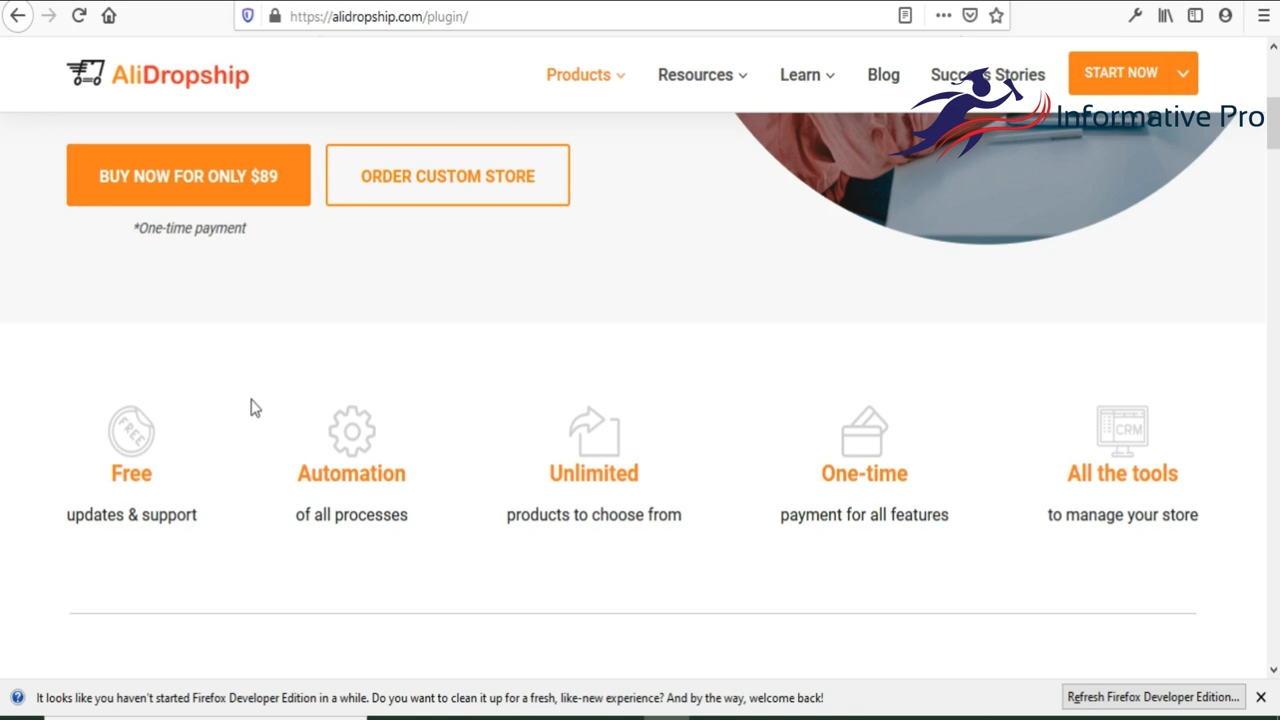 https://alidropship.com/plugin/
AliDropship
Products
Resources
Learn
Blog
Success Stories
START NOW
Informative Pro
BUY NOW FOR ONLY $89
ORDER CUSTOM STORE
*One-time payment
FREE
CRM
Free
Automation
Unlimited
One-time
All the tools
updates & support
of all processes
products to choose from
payment for all features
to manage your store
It looks like you haven't started Firefox Developer Edition in a while. Do you want to clean it up for a fresh, like-new experience? And by the way, welcome back!
Refresh Firefox Developer Edition...